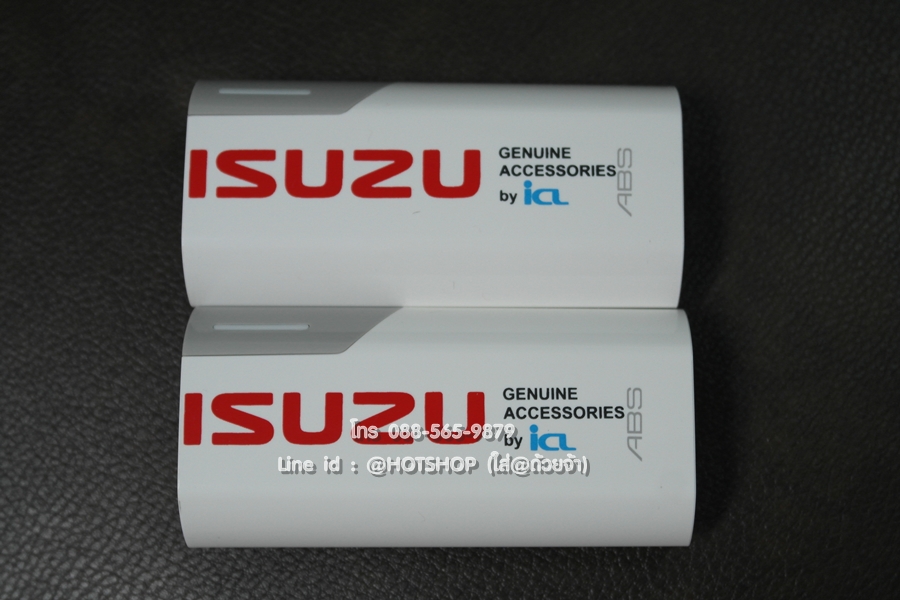 ISUZU
GENUINE
ACCESSORIES
by icl
ABS
ISUZU
GENUINE
ACCESSORIES
by icl
ABS
โทร 088-565-9879
Line id : @HOTSHOP (ใส่@ด้วยจ้า)